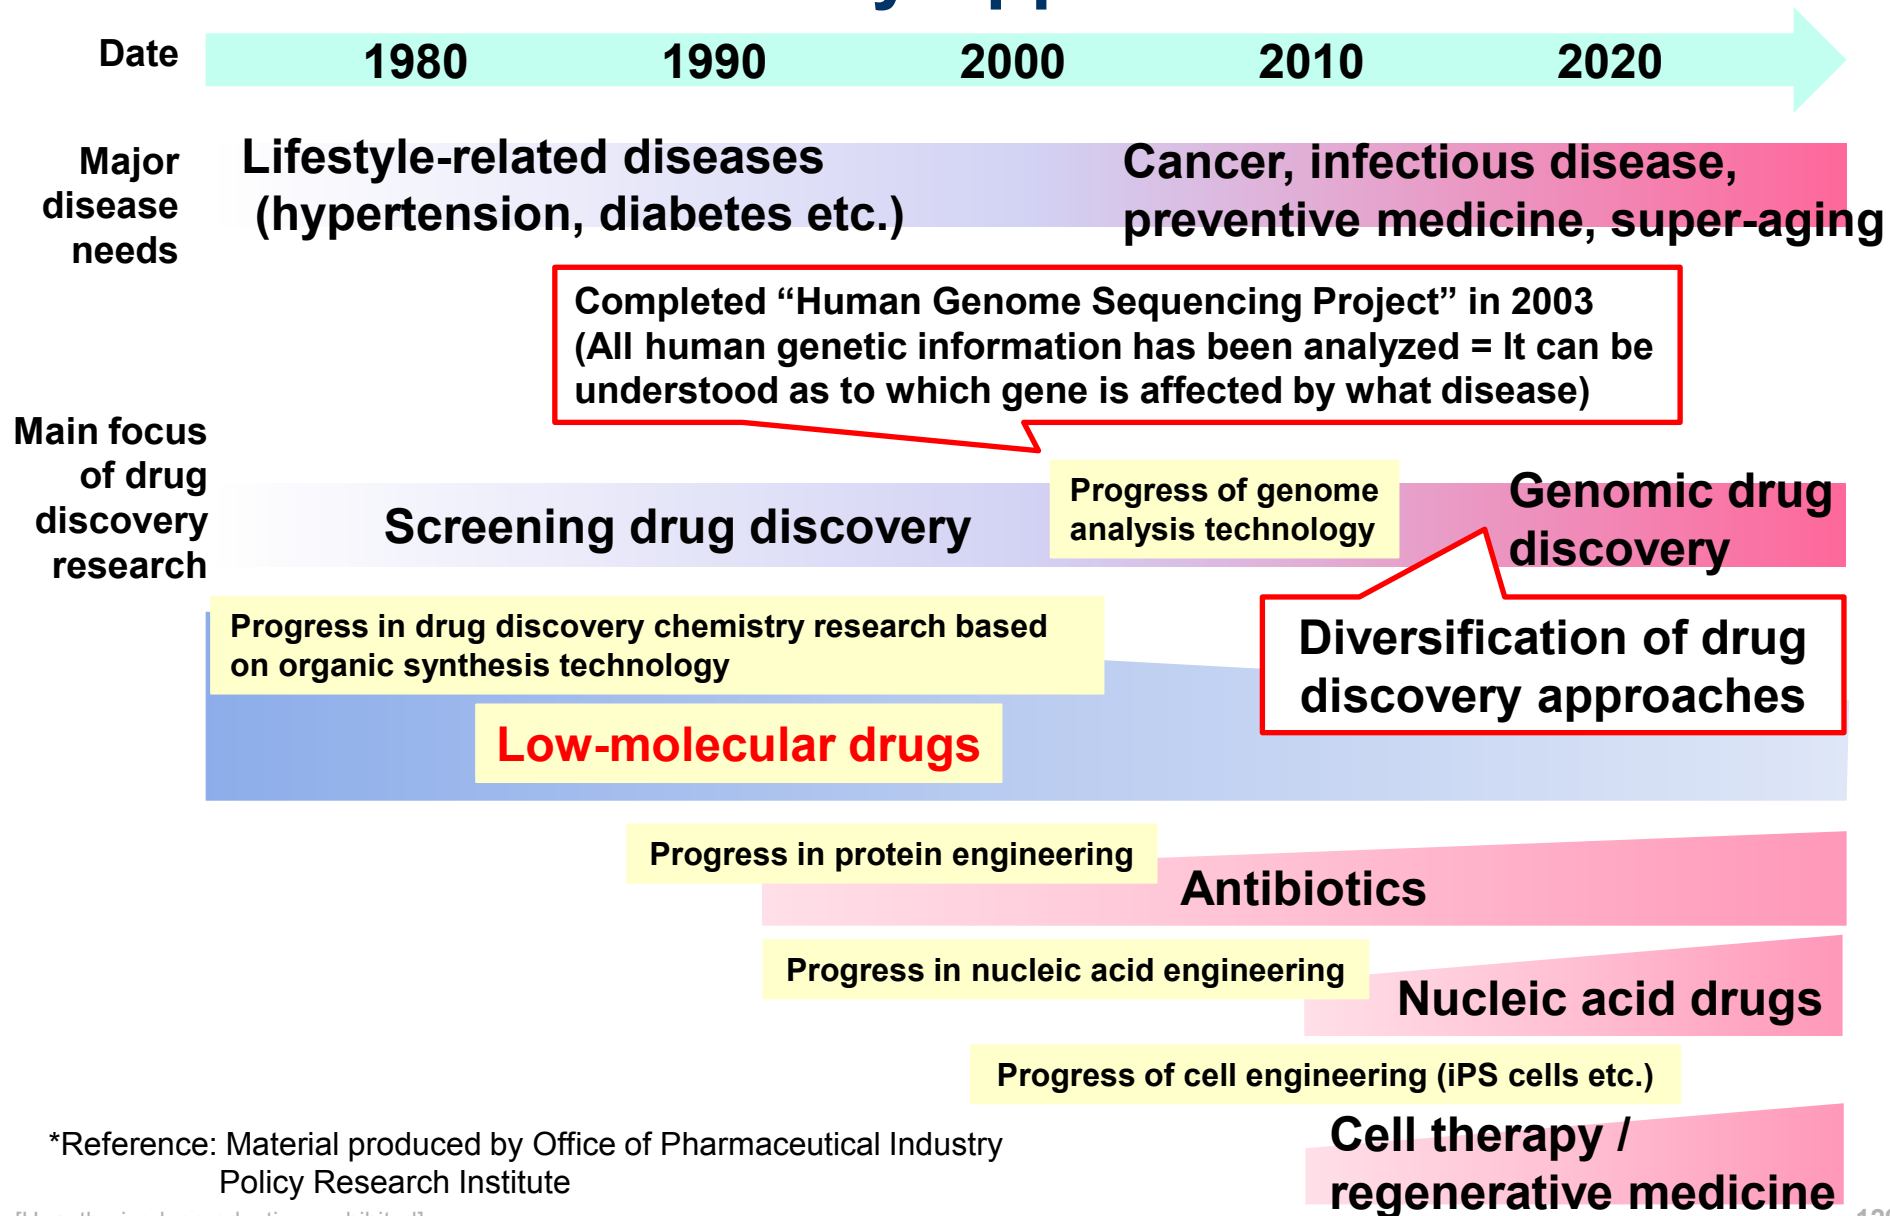 Date
1980 1990 2000 2010 2020
Major
disease
needs
Lifestyle-related diseases
(hypertension, diabetes etc.)
Cancer, infectious disease,
preventive medicine, super-aging
Completed “Human Genome Sequencing Project” in 2003
(All human genetic information has been analyzed = It can be
understood as to which gene is affected by what disease)
Main focus
of drug
discovery
research
Screening drug discovery
Progress of genome
analysis technology
Genomic drug
discovery
Progress in drug discovery chemistry research based
on organic synthesis technology
Diversification of drug
discovery approaches
Low-molecular drugs
Progress in protein engineering
Antibiotics
Progress in nucleic acid engineering
Nucleic acid drugs
Progress of cell engineering (iPS cells etc.)
Cell therapy /
regenerative medicine
*Reference: Material produced by Office of Pharmaceutical Industry
Policy Research Institute